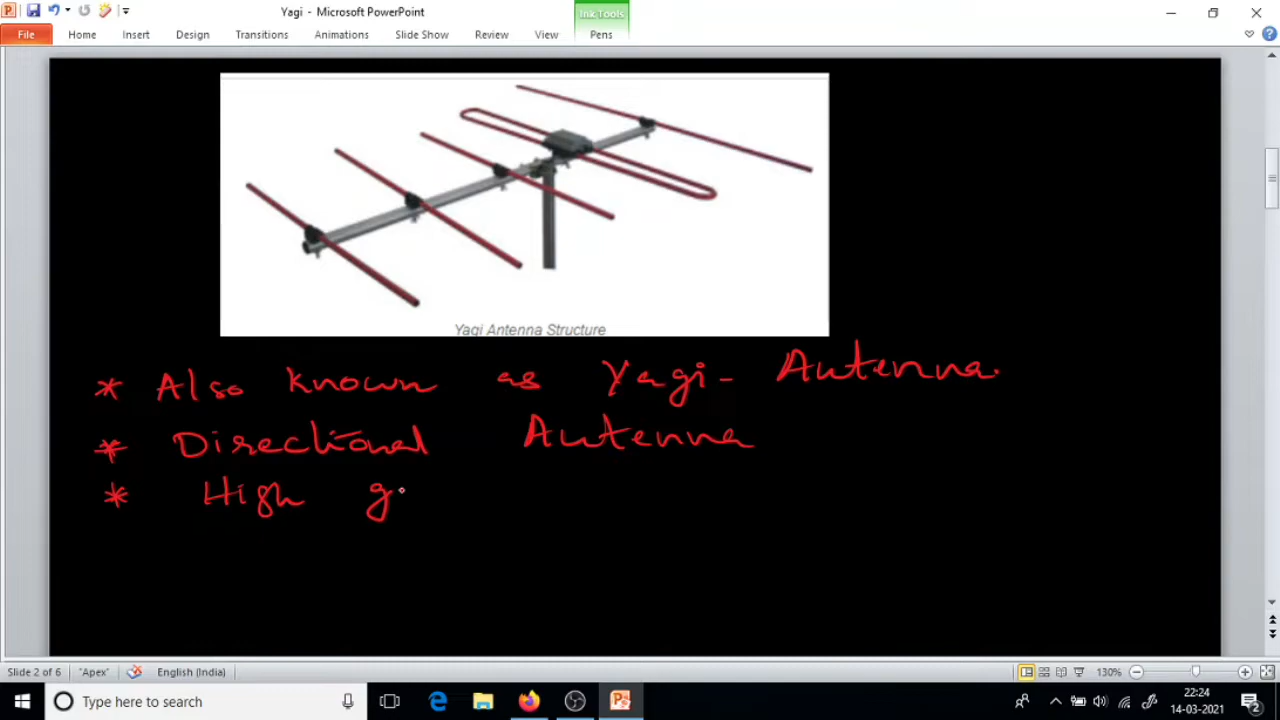 Yagi - Microsoft PowerPoint
Ink Tools
File Home Insert Design Transitions Animations Slide Show Review View Pens
Yagi Antenna Structure
* Also known as Yagi- Antenna.
* Directional Antenna
* High g
Slide 2 of 6 "Apex" English (India) 130%
Type here to search
22:24
14-03-2021
2